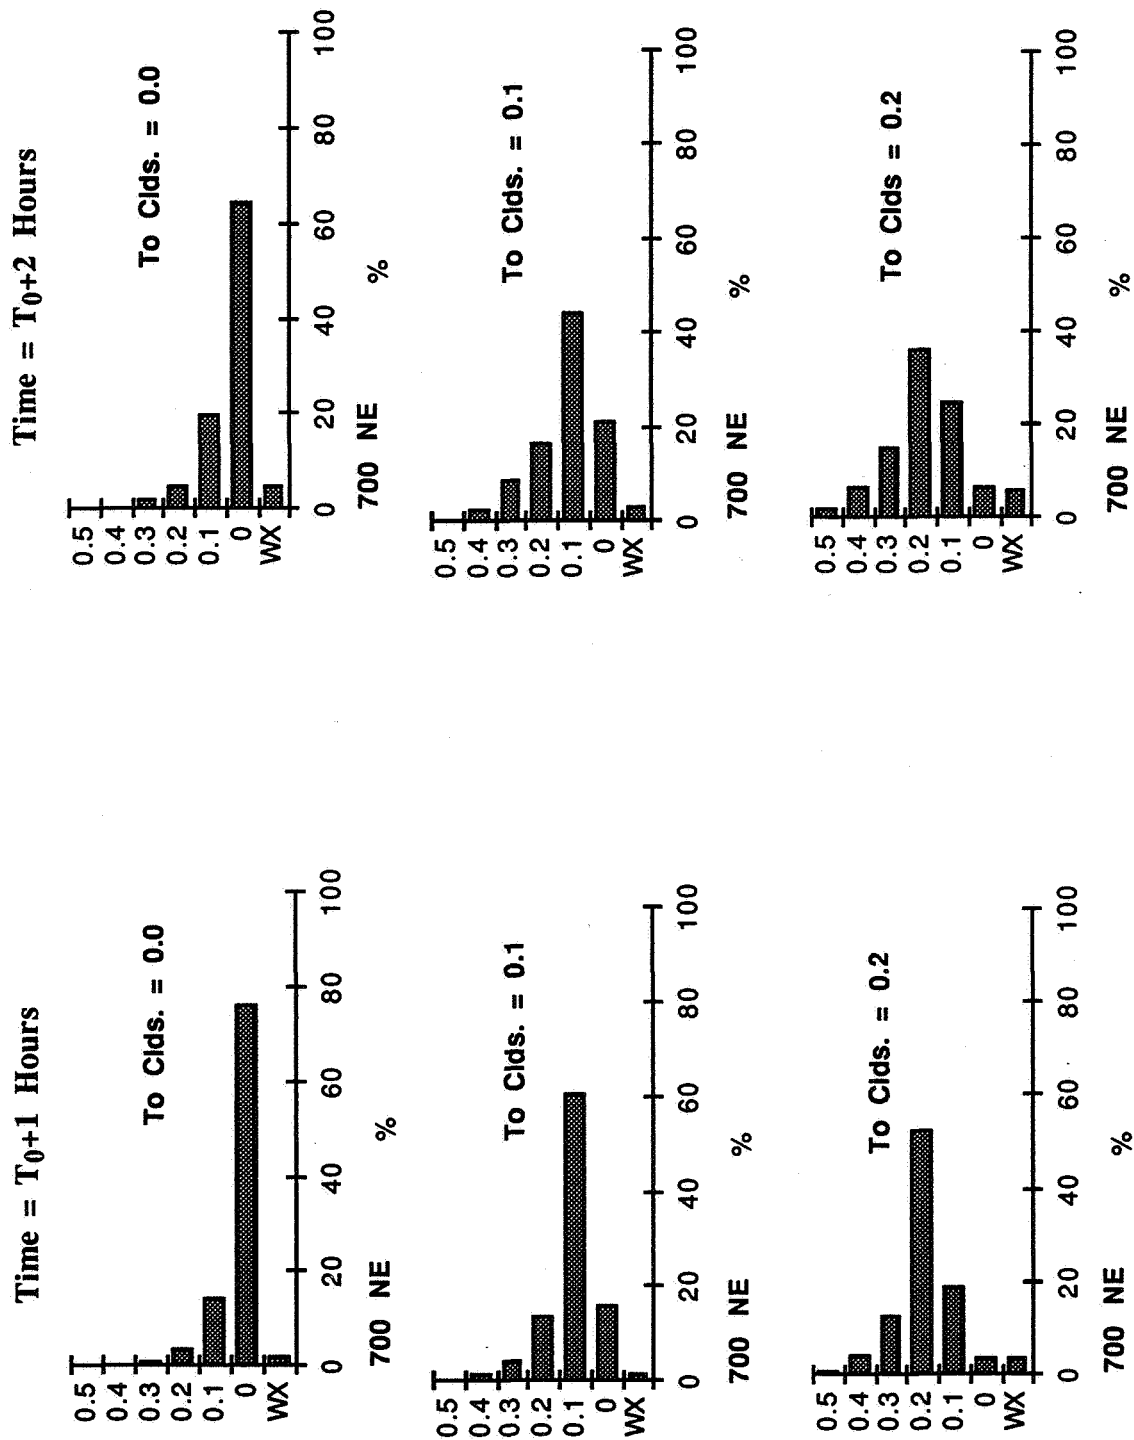 Time = T₀+1 Hours
To Clds. = 0.0
0.5
0.4
0.3
0.2
0.1
0
WX
0 20 40 60 80 100
700 NE %
To Clds. = 0.1
0.5
0.4
0.3
0.2
0.1
0
WX
0 20 40 60 80 100
700 NE %
To Clds. = 0.2
0.5
0.4
0.3
0.2
0.1
0
WX
0 20 40 60 80 100
700 NE %
Time = T₀+2 Hours
To Clds. = 0.0
0.5
0.4
0.3
0.2
0.1
0
WX
0 20 40 60 80 100
700 NE %
To Clds. = 0.1
0.5
0.4
0.3
0.2
0.1
0
WX
0 20 40 60 80 100
700 NE %
To Clds = 0.2
0.5
0.4
0.3
0.2
0.1
0
WX
0 20 40 60 80 100
700 NE %